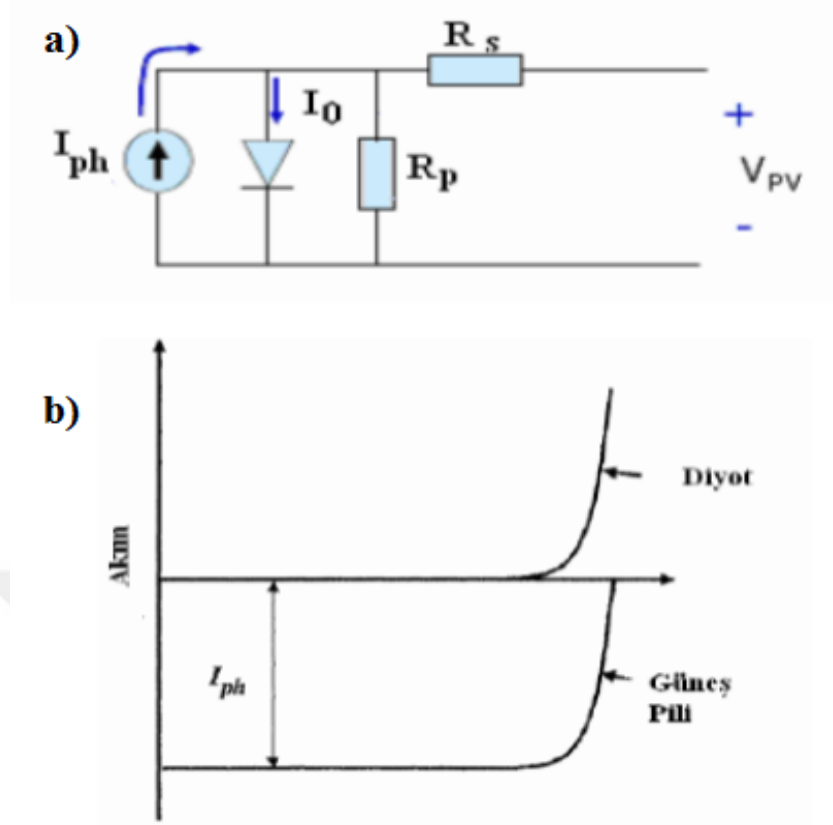 a)
R s
I0
Iph
Rp
+
VPV
-
b)
Diyot
Akım
Iph
Güneş
Pili